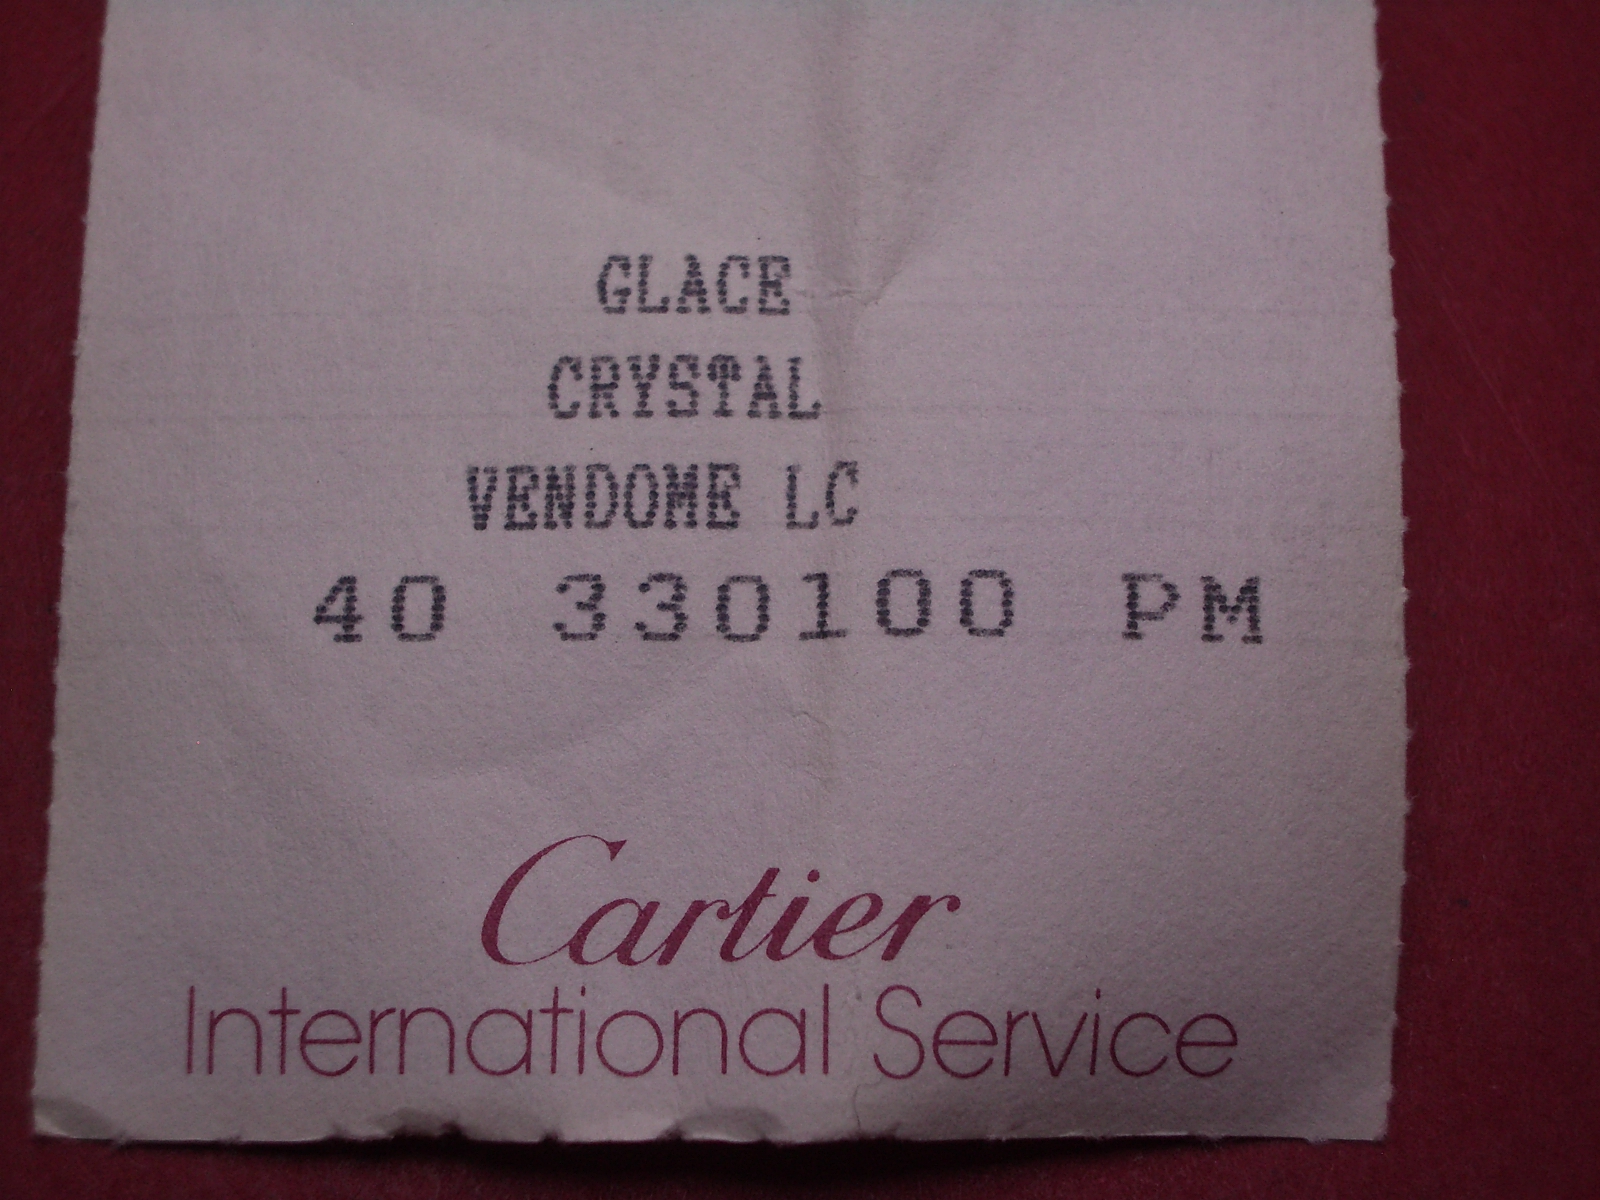 GLACE
CRYSTAL
VENDOME LC
40 330100 PM
Cartier
International Service